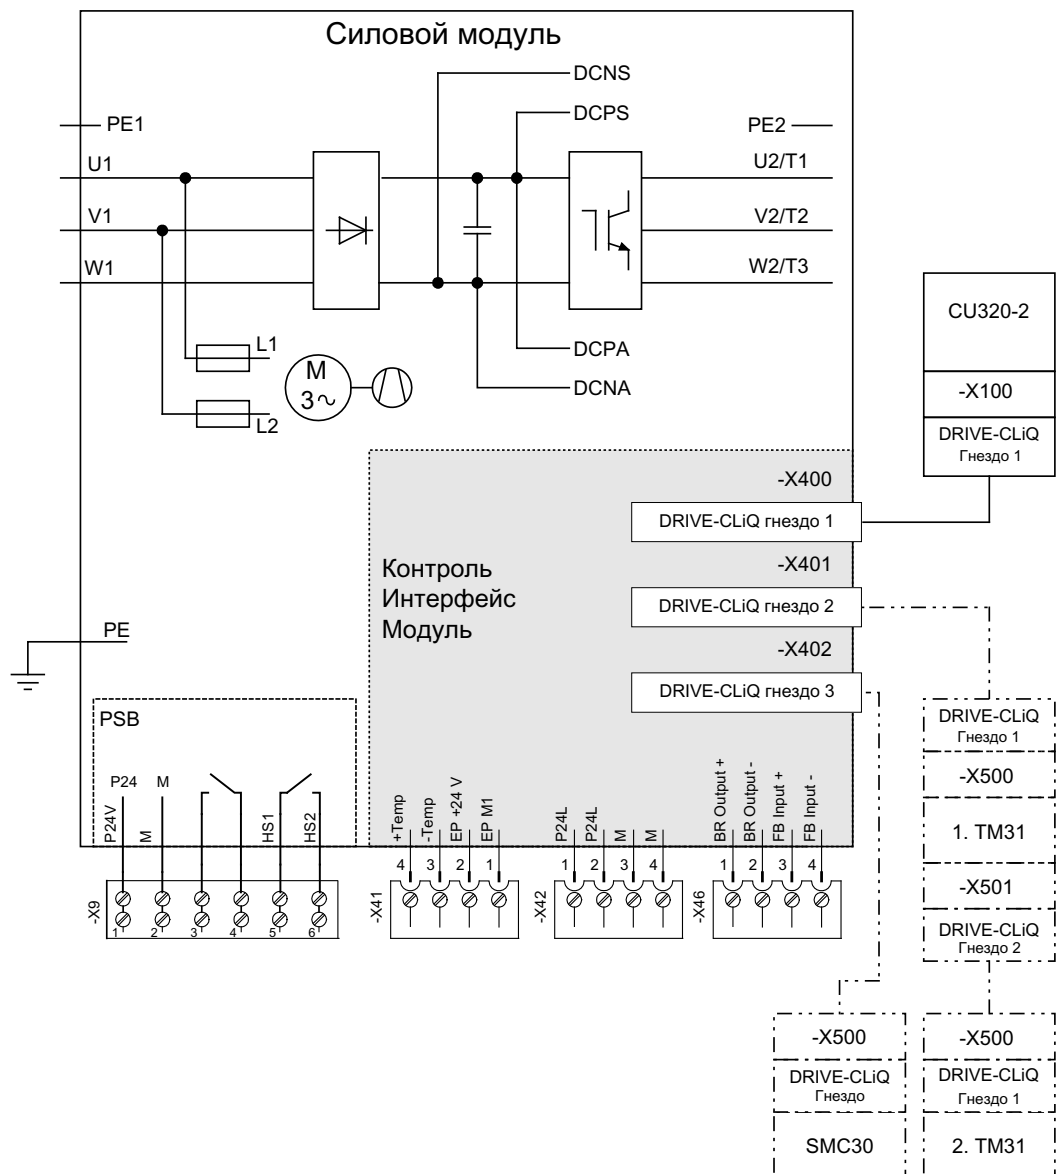 Силовой модуль
DCNS
DCPS
PE1
PE2
U1
U2/T1
V1
V2/T2
W1
W2/T3
CU320-2
-X100
DRIVE-CLiQ
Гнездо 1
L1
M
3~
L2
DCPA
DCNA
-X400
DRIVE-CLiQ гнездо 1
-X401
Контроль
Интерфейс
Модуль
DRIVE-CLiQ гнездо 2
-X402
DRIVE-CLiQ гнездо 3
PE
PSB
P24
M
P24V
M
HS1
HS2
+Temp
-Temp
EP +24 V
EP M1
P24L
P24L
M
M
BR Output +
BR Output -
FB Input +
FB Input -
-X9
1
2
3
4
5
6
-X41
4
3
2
1
-X42
1
2
3
4
-X46
1
2
3
4
DRIVE-CLiQ
Гнездо 1
-X500
1. TM31
-X501
DRIVE-CLiQ
Гнездо 2
-X500
DRIVE-CLiQ
Гнездо
SMC30
-X500
DRIVE-CLiQ
Гнездо 1
2. TM31